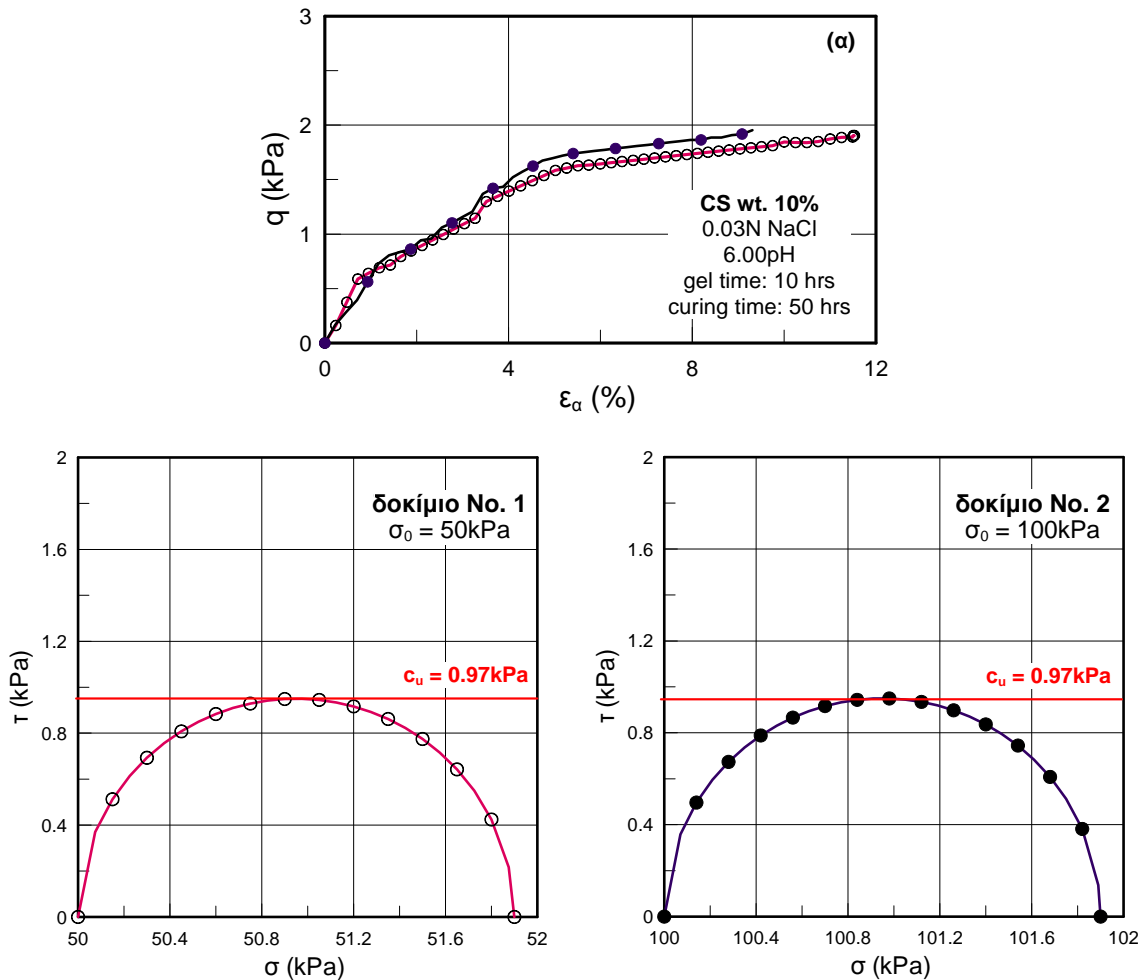 (α)
3
2
1
0
q (kPa)
CS wt. 10%
0.03N NaCl
6.00pH
gel time: 10 hrs
curing time: 50 hrs
0 4 8 12
εα (%)
δοκίμιο No. 1
σ0 = 50kPa
2
1.6
1.2
0.8
0.4
0
τ (kPa)
cu = 0.97kPa
50 50.4 50.8 51.2 51.6 52
σ (kPa)
δοκίμιο No. 2
σ0 = 100kPa
2
1.6
1.2
0.8
0.4
0
τ (kPa)
cu = 0.97kPa
100 100.4 100.8 101.2 101.6 102
σ (kPa)